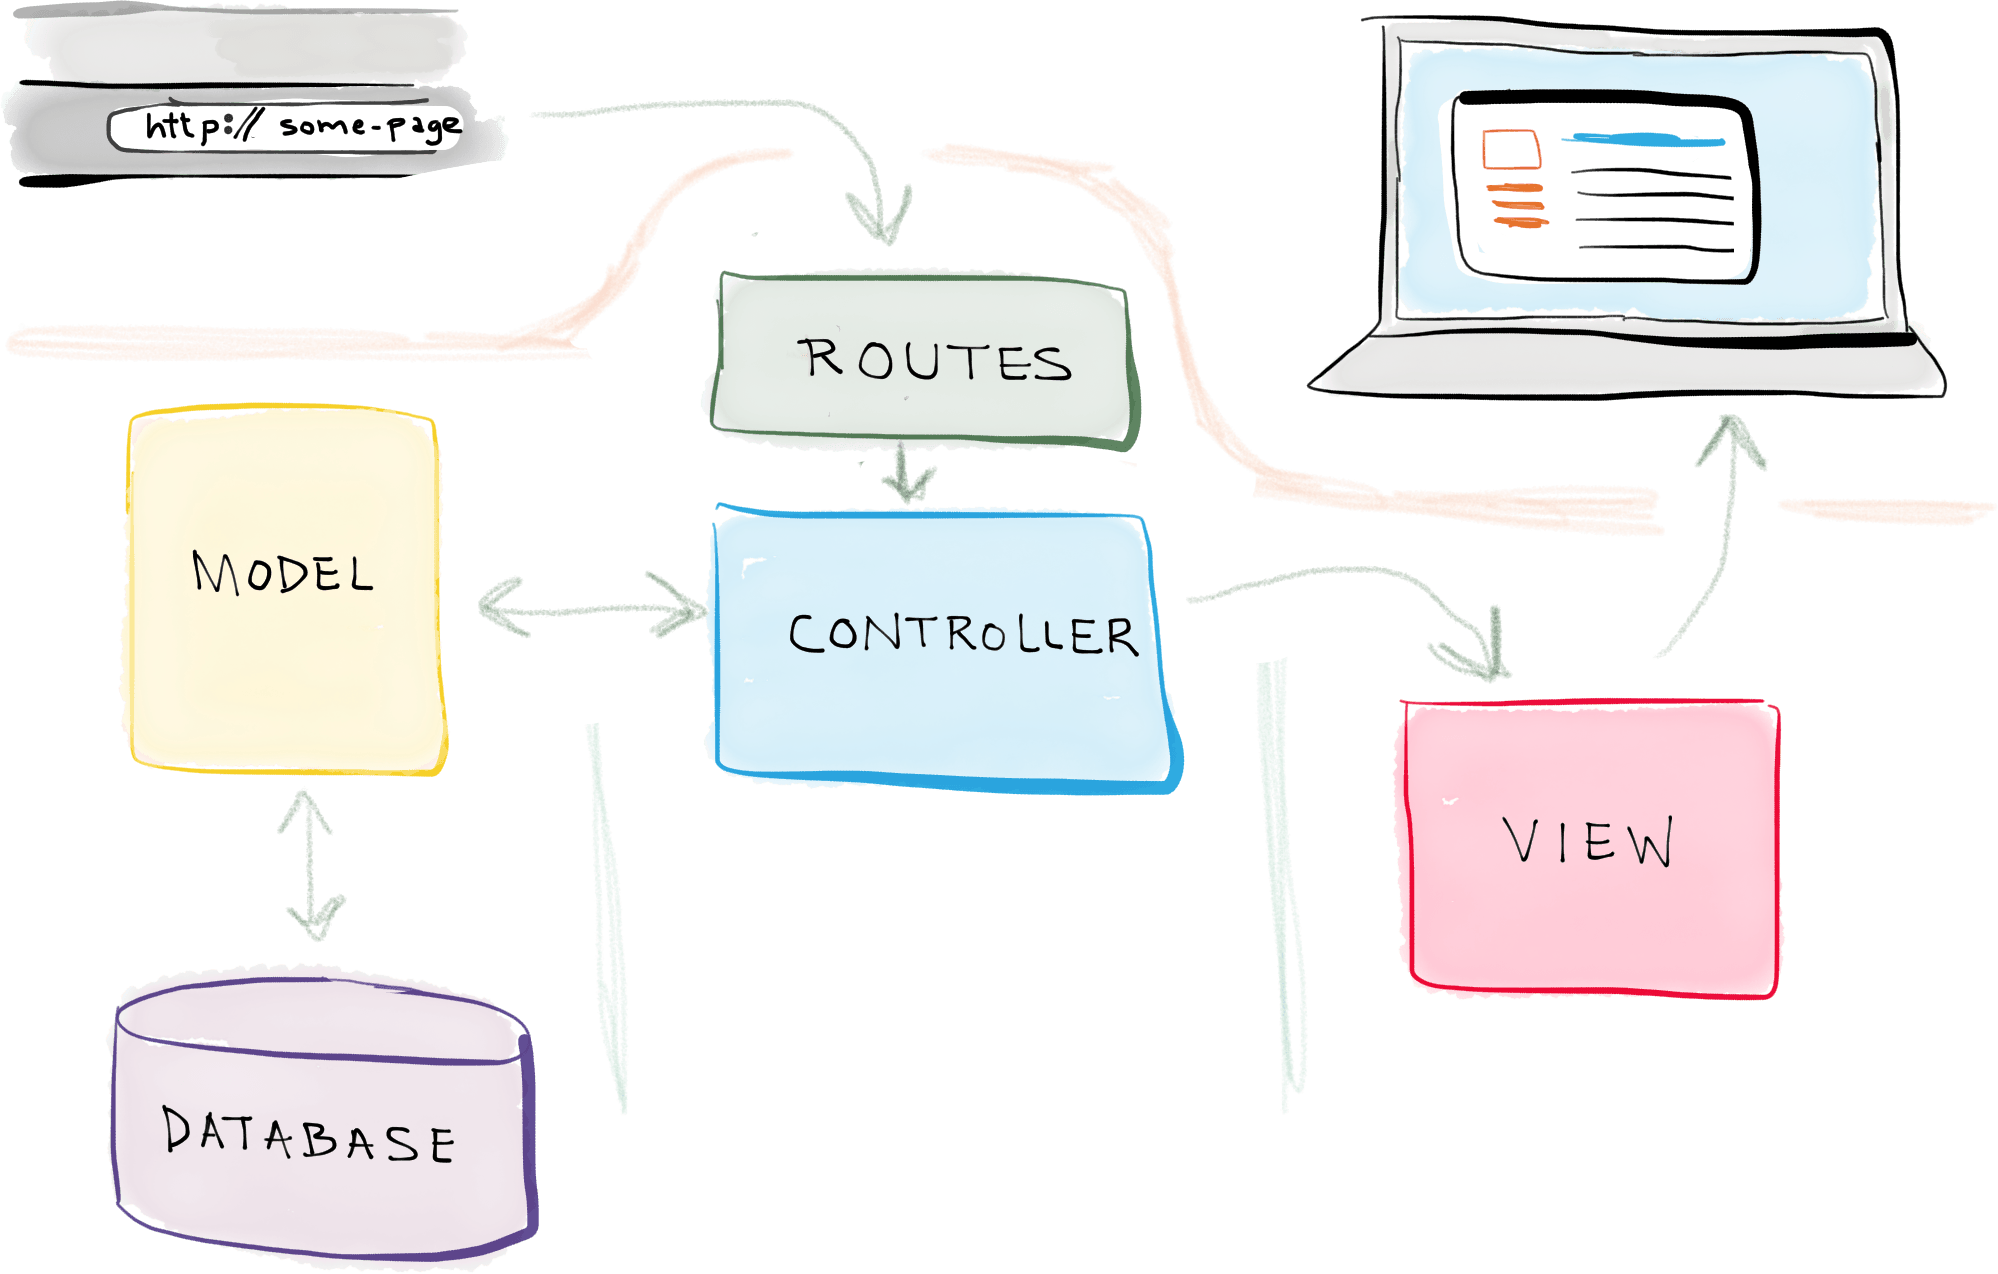 http:// some-page
ROUTES
MODEL
CONTROLLER
VIEW
DATABASE